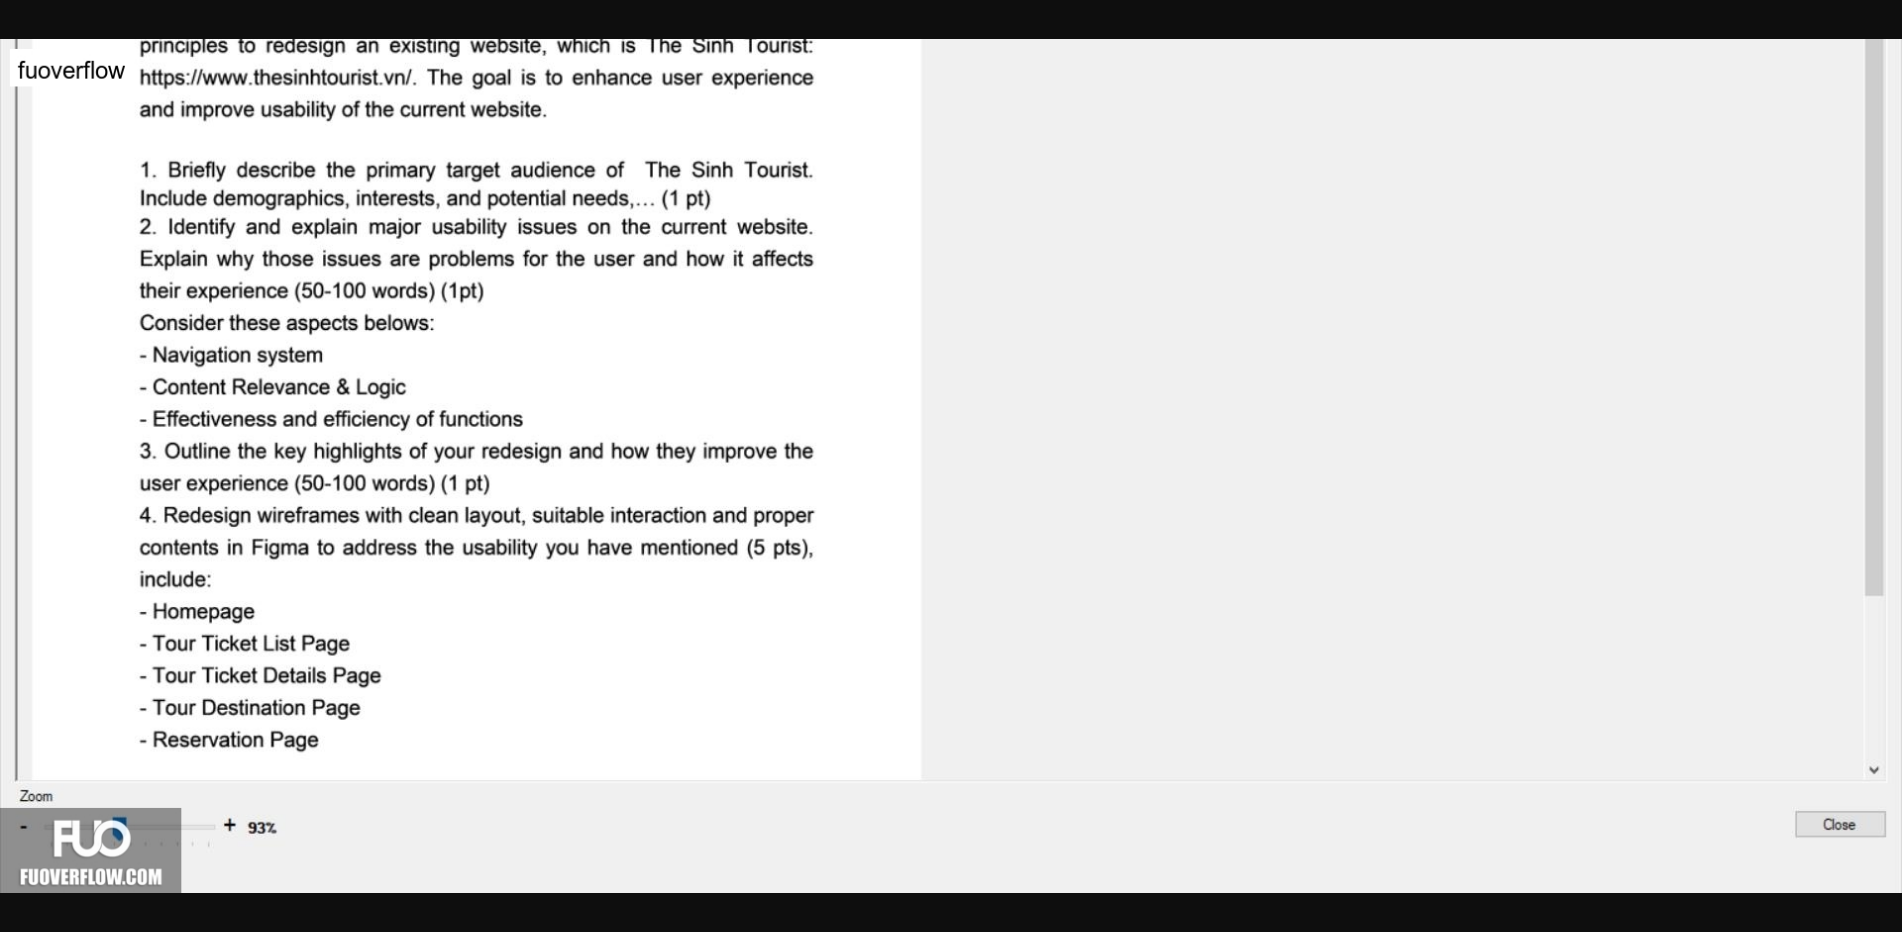 principles to redesign an existing website, which is The Sinh Tourist:
fuoverflow
https://www.thesinhtourist.vn/. The goal is to enhance user experience
and improve usability of the current website.
1. Briefly describe the primary target audience of The Sinh Tourist.
Include demographics, interests, and potential needs,... (1 pt)
2. Identify and explain major usability issues on the current website.
Explain why those issues are problems for the user and how it affects
their experience (50-100 words) (1pt)
Consider these aspects belows:
- Navigation system
- Content Relevance & Logic
- Effectiveness and efficiency of functions
3. Outline the key highlights of your redesign and how they improve the
user experience (50-100 words) (1 pt)
4. Redesign wireframes with clean layout, suitable interaction and proper
contents in Figma to address the usability you have mentioned (5 pts),
include:
- Homepage
- Tour Ticket List Page
- Tour Ticket Details Page
- Tour Destination Page
- Reservation Page
Zoom
- + 93%
Close
FUO
FUOVERFLOW.COM